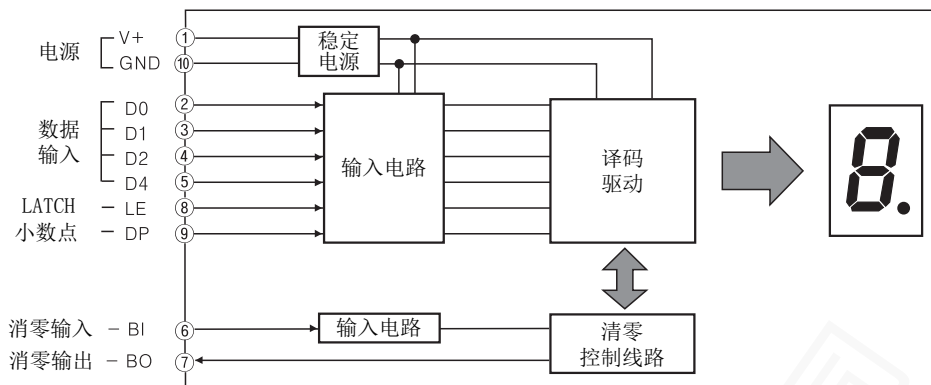 电源
V+ ①
GND ⑩
稳定
电源
数据
输入
D0 ②
D1 ③
D2 ④
D4 ⑤
LATCH － LE ⑧
小数点 － DP ⑨
输入电路
译码
驱动
8.
消零输入 － BI ⑥
消零输出 － BO ⑦
输入电路
清零
控制线路